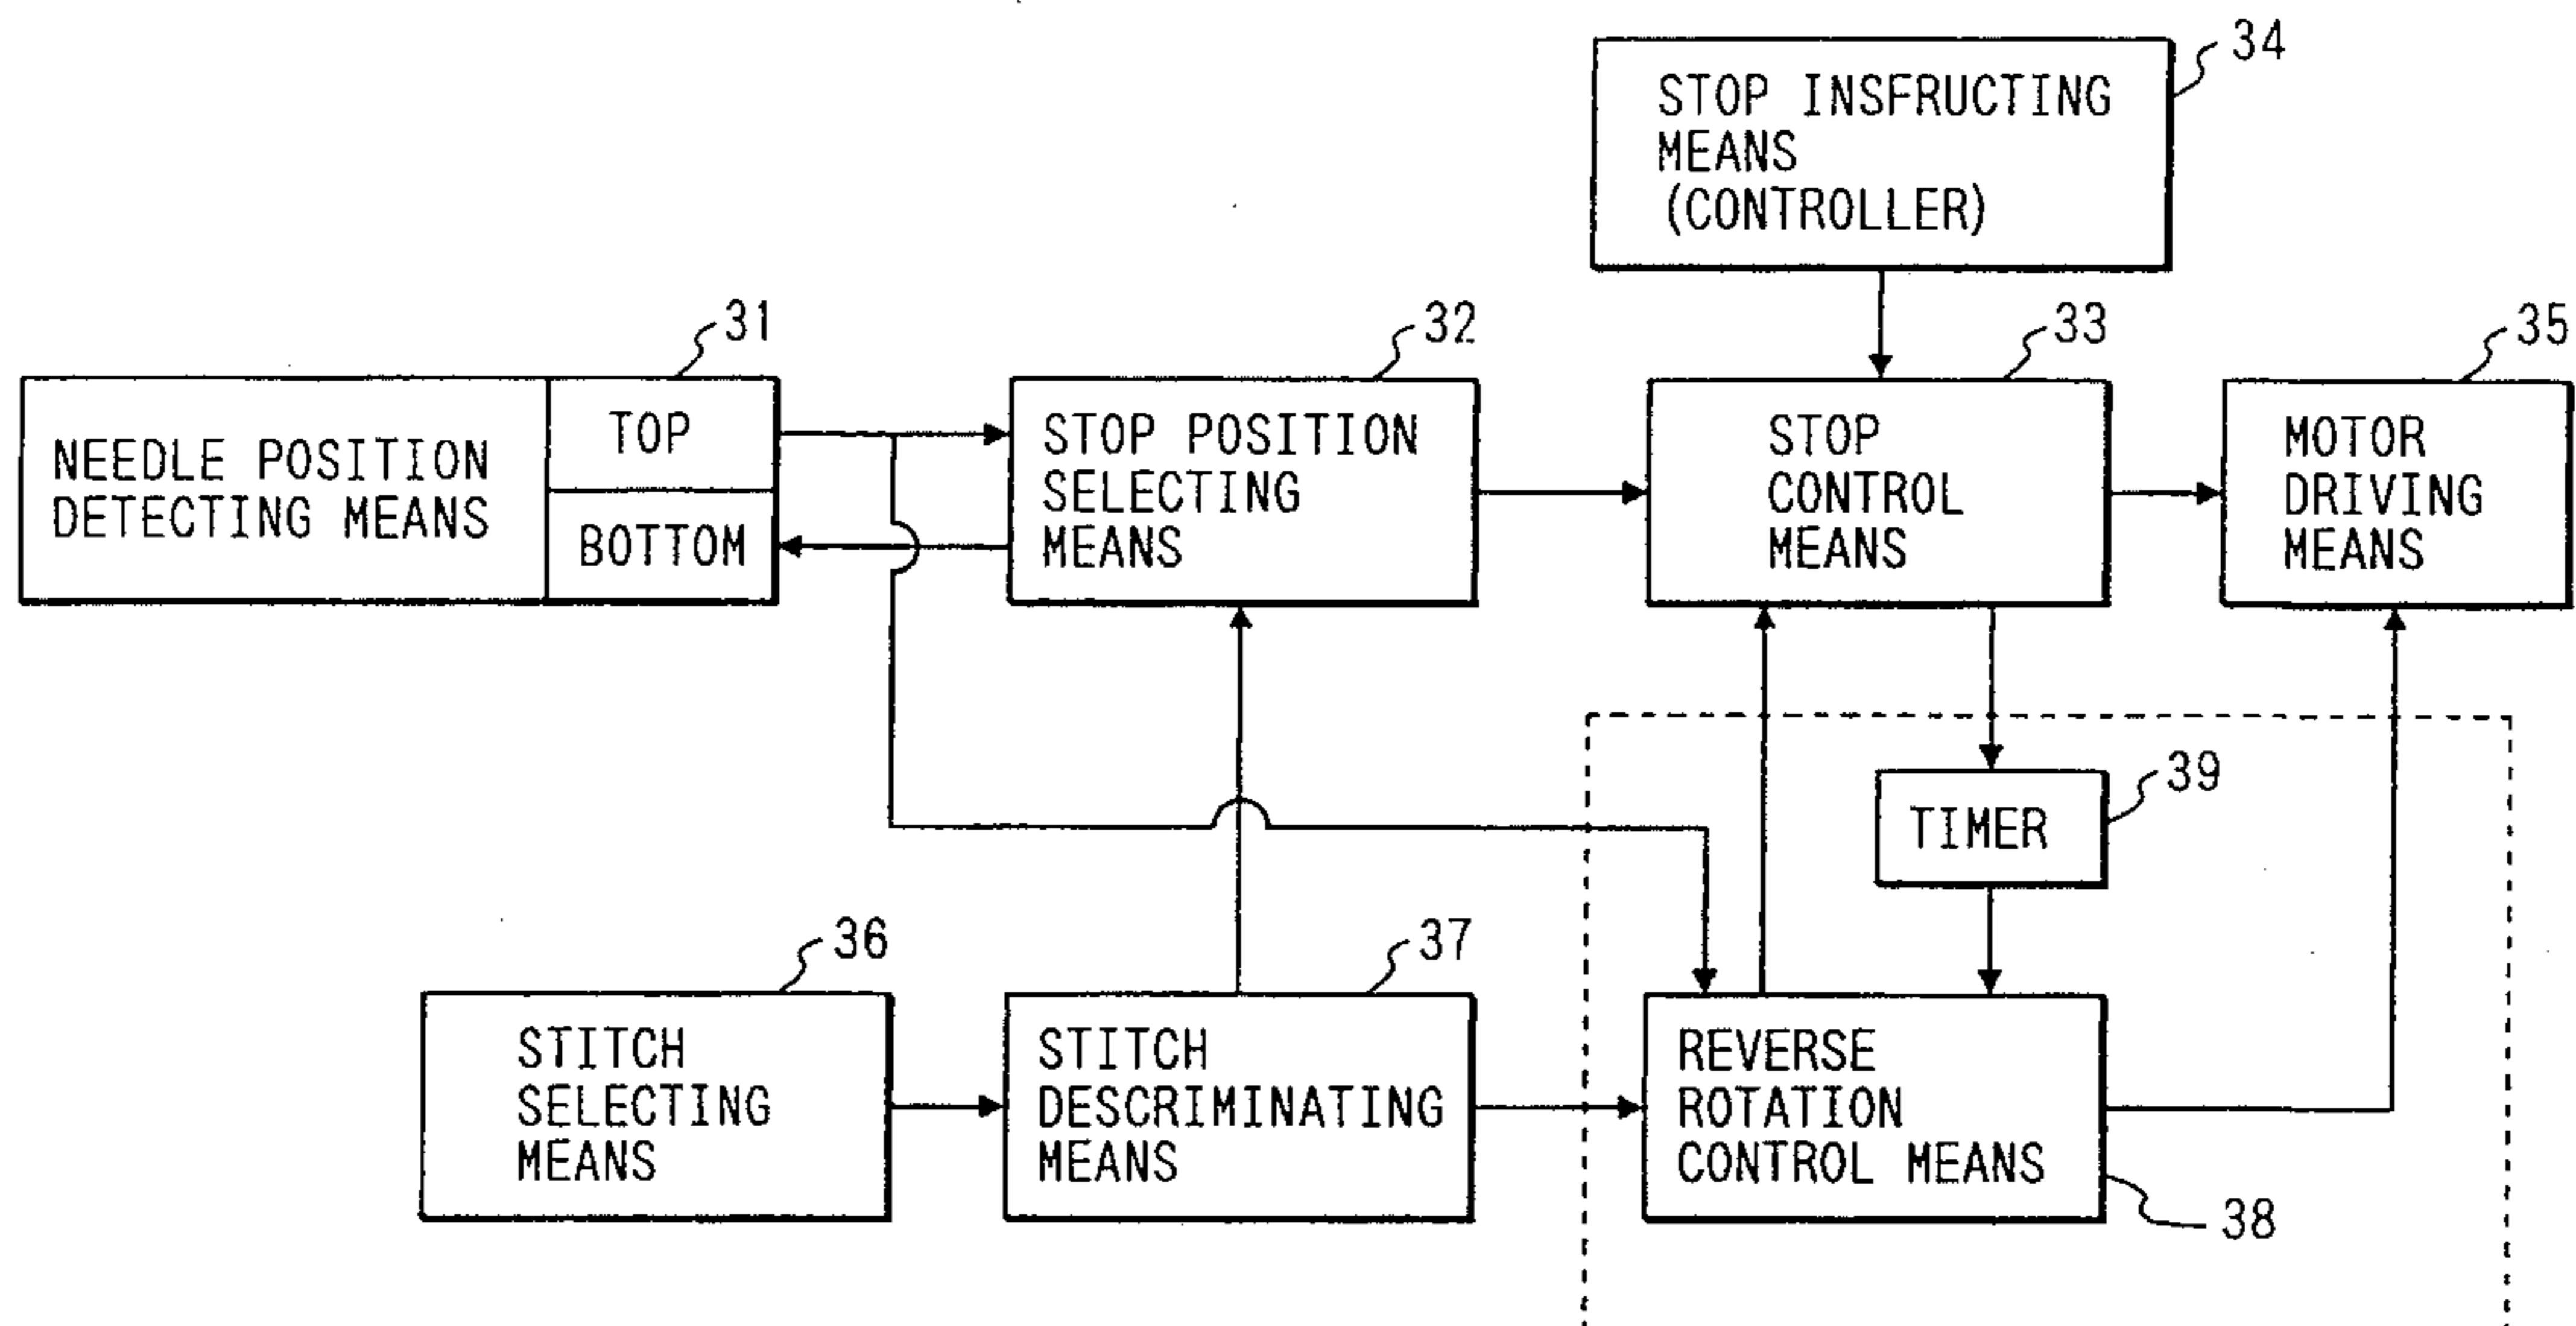 34
STOP INSFRUCTING
MEANS
(CONTROLLER)
31
32
33
35
NEEDLE POSITION
DETECTING MEANS
TOP
BOTTOM
STOP POSITION
SELECTING
MEANS
STOP
CONTROL
MEANS
MOTOR
DRIVING
MEANS
39
TIMER
36
37
STITCH
SELECTING
MEANS
STITCH
DESCRIMINATING
MEANS
REVERSE
ROTATION
CONTROL MEANS
38